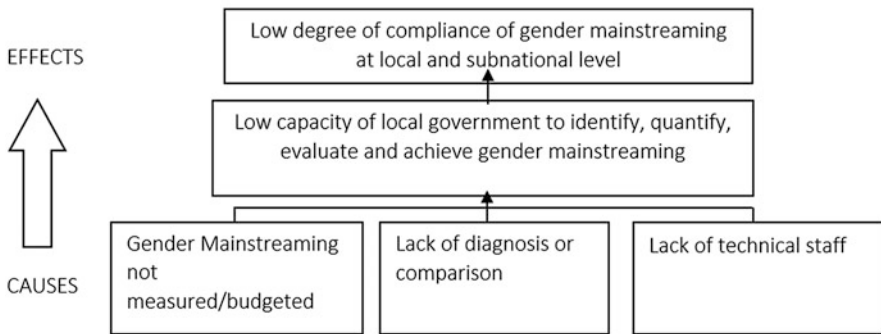 Low degree of compliance of gender mainstreaming
at local and subnational level
EFFECTS
Low capacity of local government to identify, quantify,
evaluate and achieve gender mainstreaming
Gender Mainstreaming
not
measured/budgeted
Lack of diagnosis or
comparison
Lack of technical staff
CAUSES